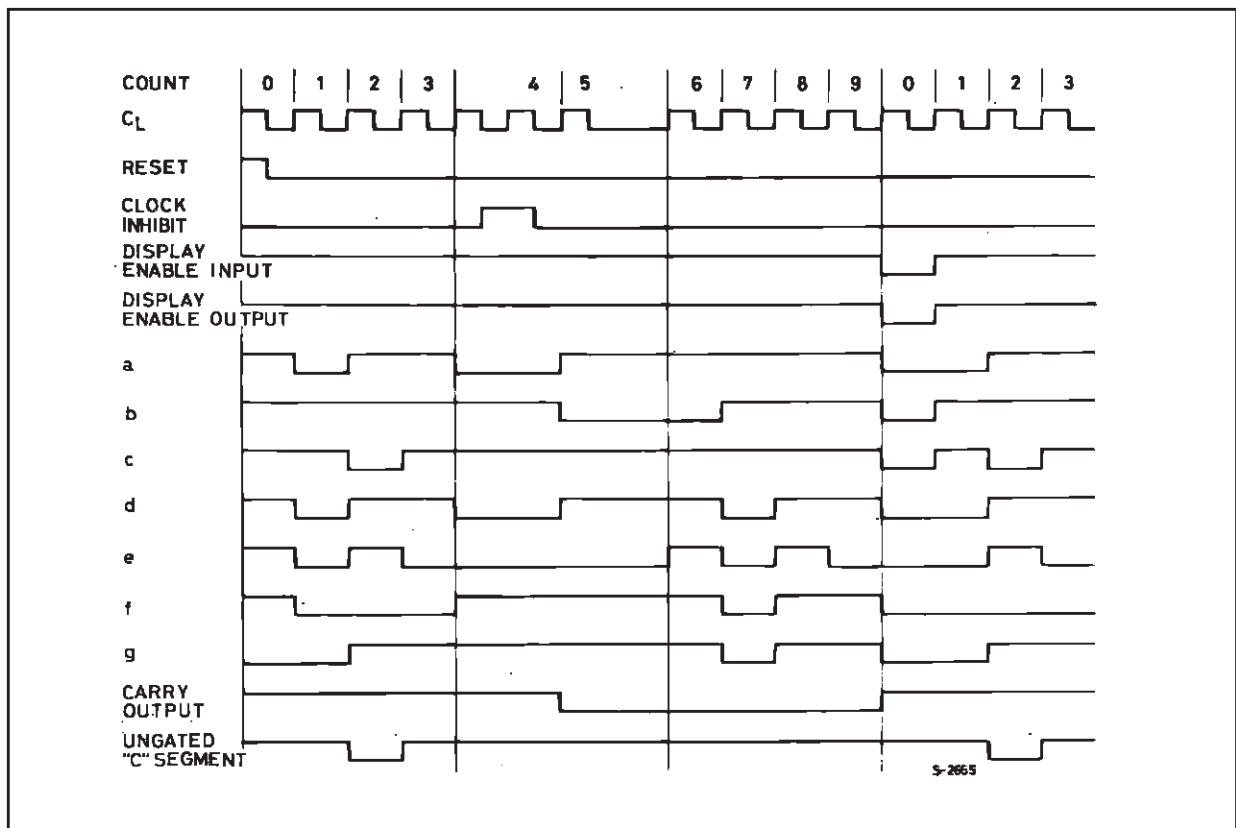 COUNT 0 1 2 3 4 5 6 7 8 9 0 1 2 3
CL
RESET
CLOCK
INHIBIT
DISPLAY
ENABLE INPUT
DISPLAY
ENABLE OUTPUT
a
b
c
d
e
f
g
CARRY
OUTPUT
UNGATED
"C" SEGMENT
S-2665